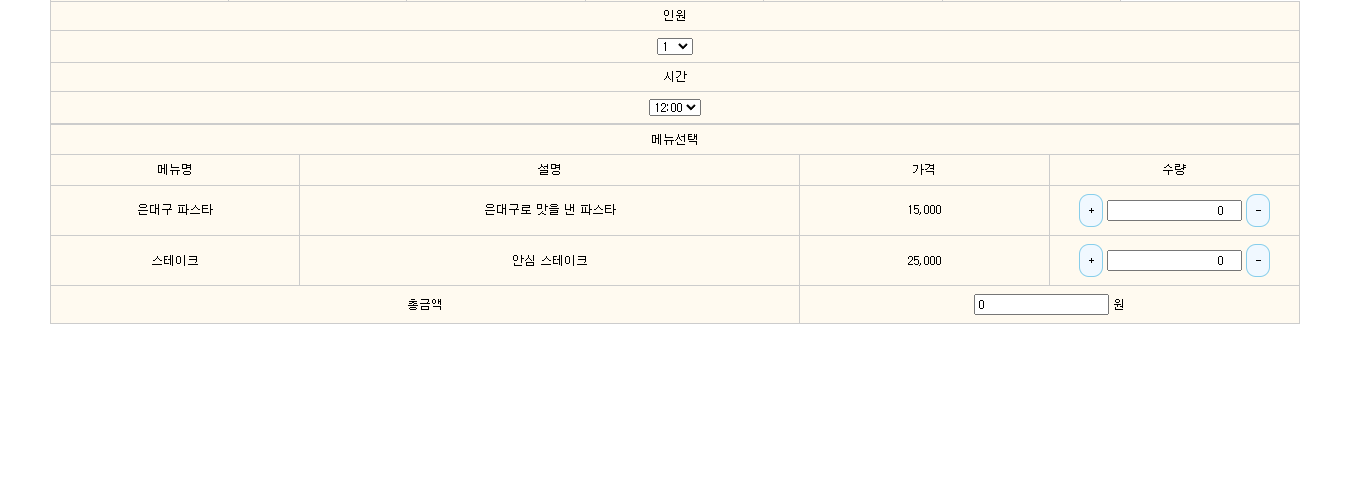 인원
1
시간
12:00
메뉴선택
메뉴명 설명 가격 수량
은대구 파스타 은대구로 맛을 낸 파스타 15,000 + 0 -
스테이크 안심 스테이크 25,000 + 0 -
총금액 0 원